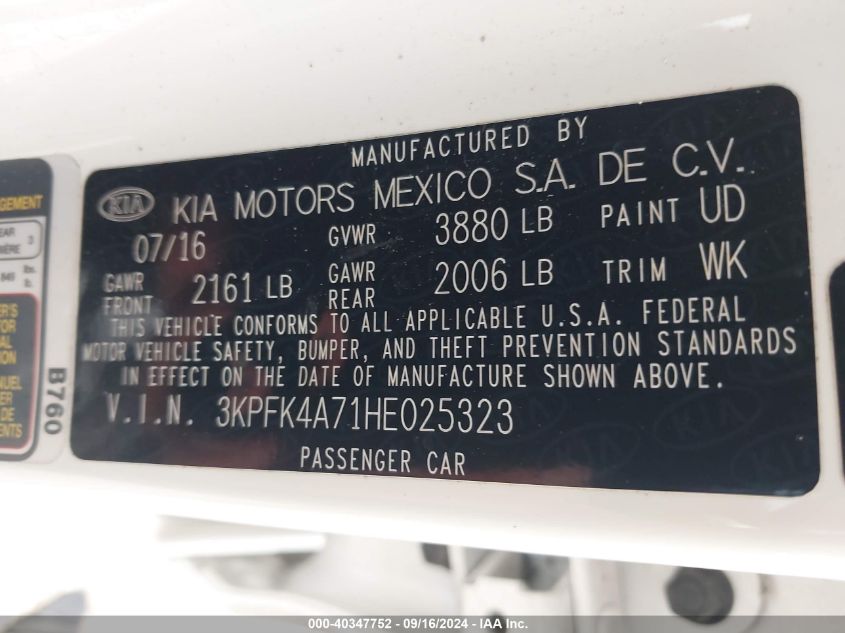 MANUFACTURED BY
KIA KIA MOTORS MEXICO S.A. DE C.V.
07/16 GVWR 3880 LB PAINT UD
GAWR FRONT 2161 LB GAWR REAR 2006 LB TRIM WK
THIS VEHICLE CONFORMS TO ALL APPLICABLE U.S.A. FEDERAL
MOTOR VEHICLE SAFETY, BUMPER, AND THEFT PREVENTION STANDARDS
IN EFFECT ON THE DATE OF MANUFACTURE SHOWN ABOVE.
V.I.N. 3KPFK4A71HE025323
PASSENGER CAR
B760
000-40347752 - 09/16/2024 - IAA Inc.